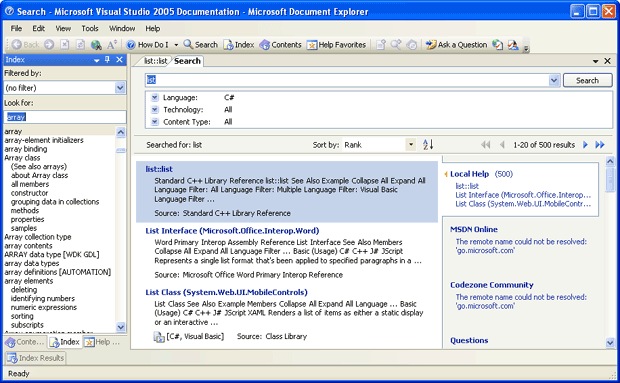 Search - Microsoft Visual Studio 2005 Documentation - Microsoft Document Explorer
File Edit View Tools Window Help
Back How Do I Search Index Contents Help Favorites Ask a Question
Index
Filtered by:
(no filter)
Look for:
array
array
array-element initializers
array binding
Array class
(See also arrays)
about Array class
all members
constructor
grouping data in collections
methods
properties
samples
Array collection type
array contents
ARRAY data type [WDK GDL]
array data types
array definitions [AUTOMATION]
array elements
deleting
identifying numbers
numeric expressions
sorting
subscripts
Array enumeration member
Conte... Index Help ...
list::list Search
list
Search
Language: C#
Technology: All
Content Type: All
Searched for: list Sort by: Rank 1-20 of 500 results
list::list
Standard C++ Library Reference list::list See Also Example Collapse All Expand All
Language Filter: All Language Filter: Multiple Language Filter: Visual Basic
Language Filter ...
Source: Standard C++ Library Reference
List Interface (Microsoft.Office.Interop.Word)
Word Primary Interop Assembly Reference List Interface See Also Members
Collapse All Expand All Language ... Basic (Usage) C# C++ J# JScript
Represents a single list format that's been applied to specified paragraphs in a ...
Source: Microsoft Office Word Primary Interop Reference
List Class (System.Web.UI.MobileControls)
List Class See Also Example Members Collapse All Expand All Language ... Basic
(Usage) C# C++ J# JScript XAML Renders a list of items as either a static display
or an interactive ...
[C#, Visual Basic] Source: Class Library
Local Help (500)
list::list
List Interface (Microsoft.Office.Interop...
List Class (System.Web.UI.MobileContr...
MSDN Online
The remote name could not be resolved:
'go.microsoft.com'
Codezone Community
The remote name could not be resolved:
'go.microsoft.com'
Questions
Index Results
Ready